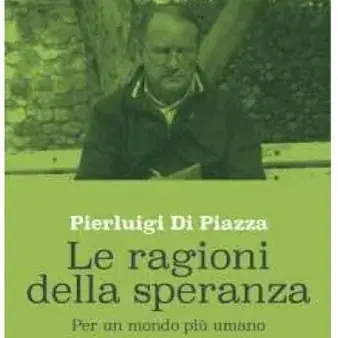 Pierluigi Di Piazza
Le ragioni
della speranza
Per un mondo più umano